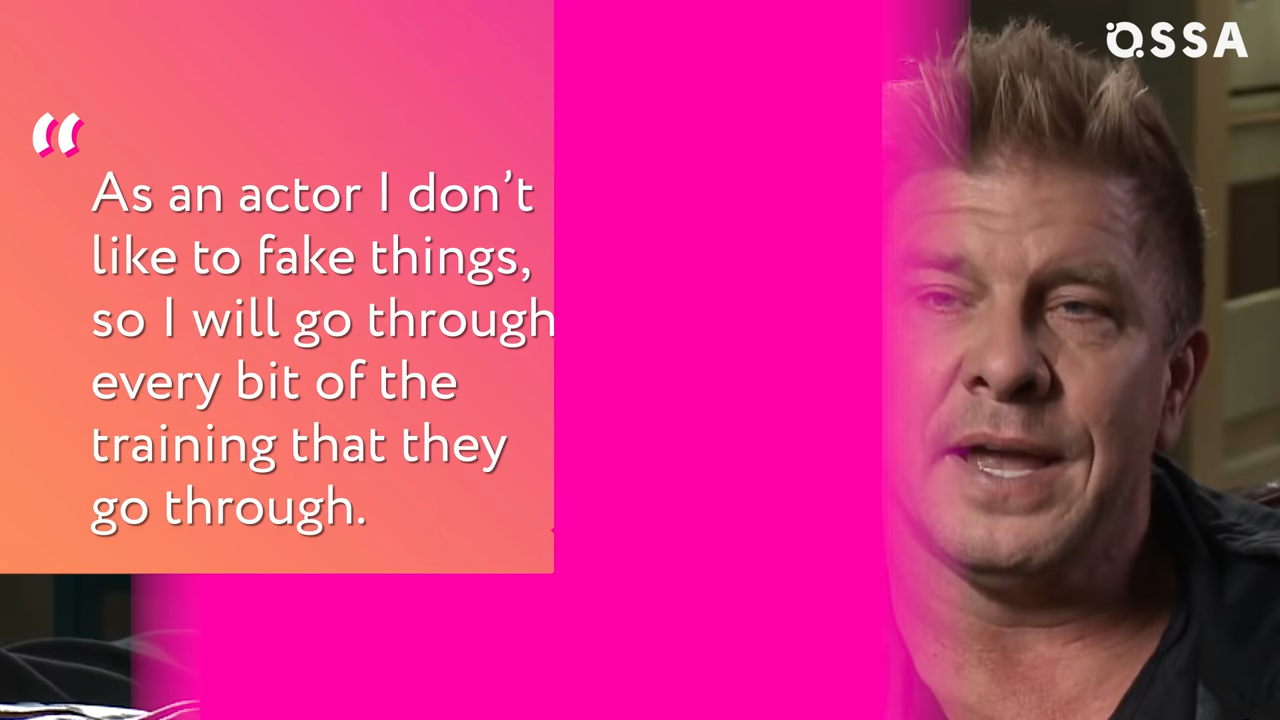 OSSA
“
As an actor I don’t
like to fake things,
so I will go through
every bit of the
training that they
go through.